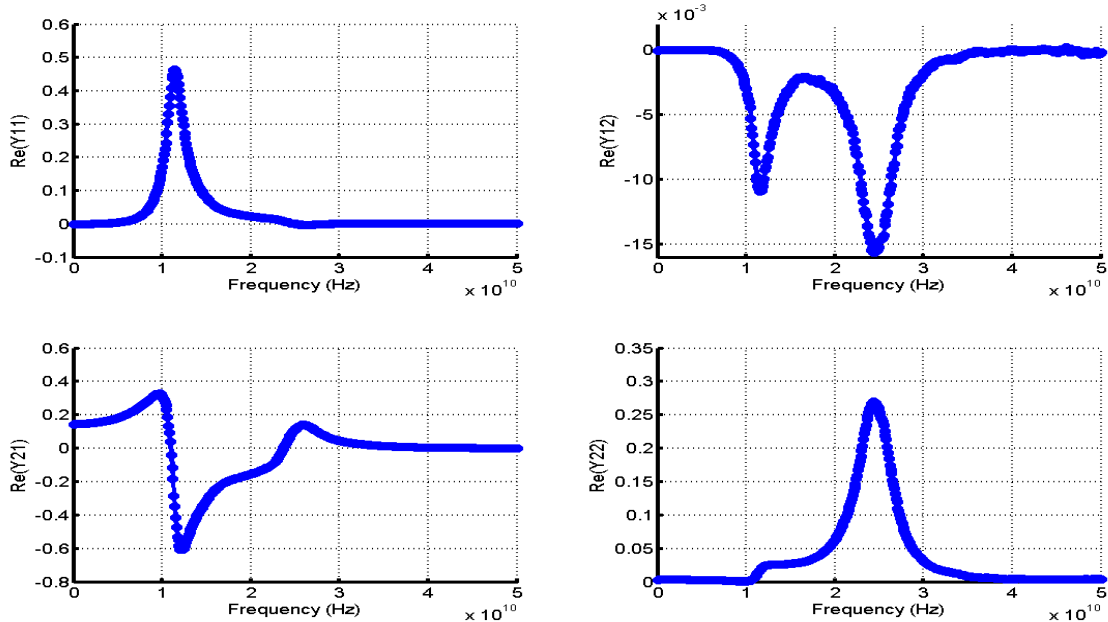 0.6
0.5
0.4
0.3
0.2
0.1
0
-0.1
Re(Y11)
0 1 2 3 4 5
Frequency (Hz)
x 10^10
x 10^-3
0
-5
-10
-15
Re(Y12)
0 1 2 3 4 5
Frequency (Hz)
x 10^10
0.6
0.4
0.2
0
-0.2
-0.4
-0.6
-0.8
Re(Y21)
0 1 2 3 4 5
Frequency (Hz)
x 10^10
0.35
0.3
0.25
0.2
0.15
0.1
0.05
0
Re(Y22)
0 1 2 3 4 5
Frequency (Hz)
x 10^10